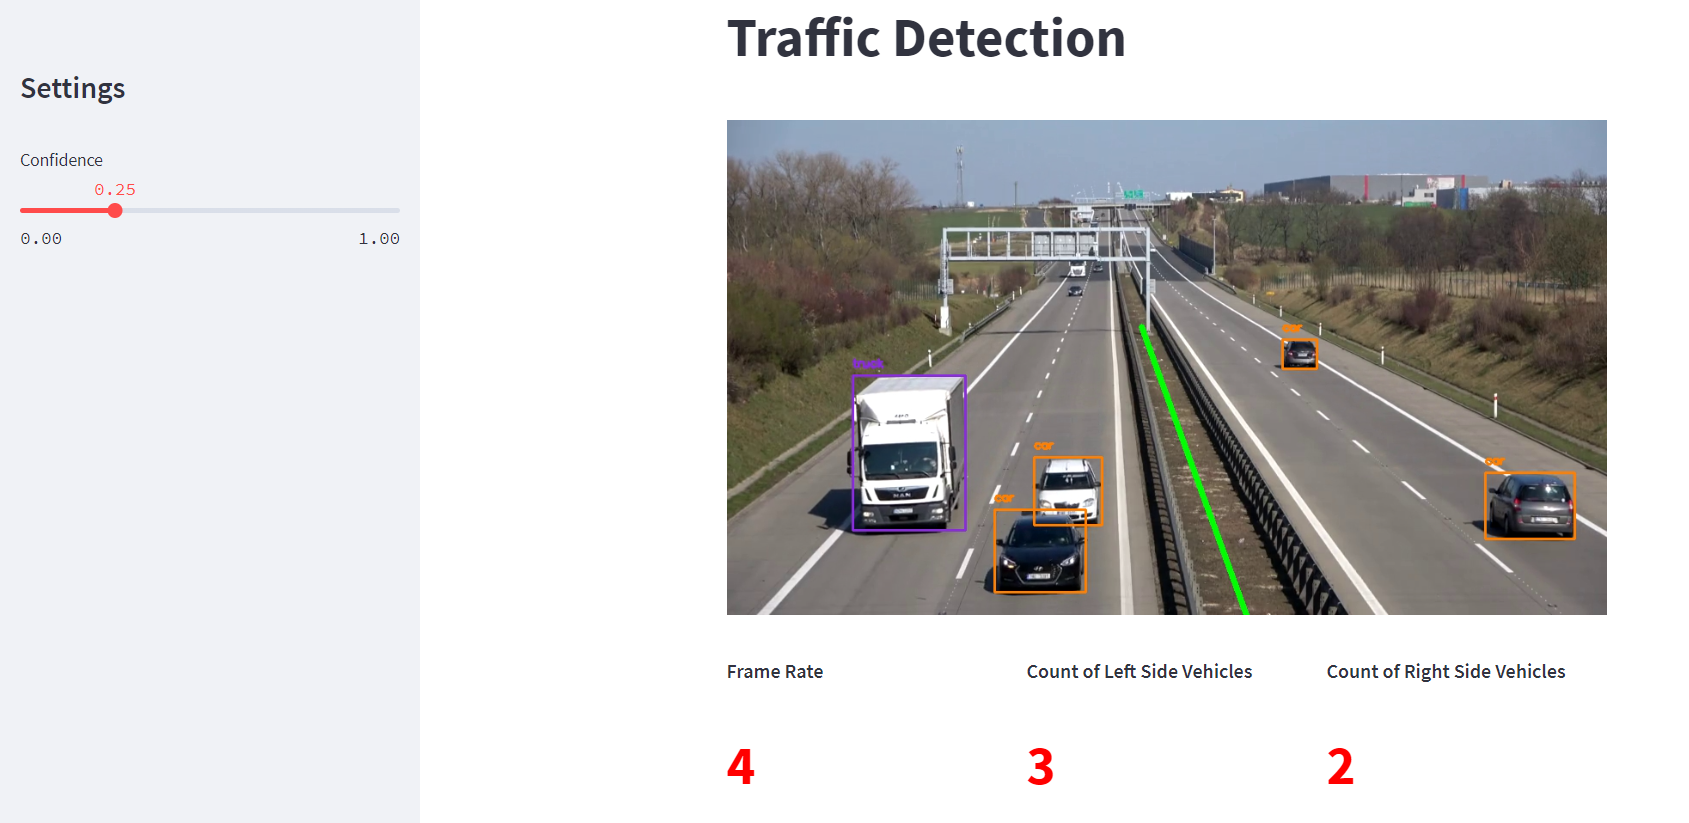 Traffic Detection
Settings
Confidence
0.25
0.00 1.00
truck
car
car
car
car
MAN
Frame Rate
Count of Left Side Vehicles
Count of Right Side Vehicles
4
3
2